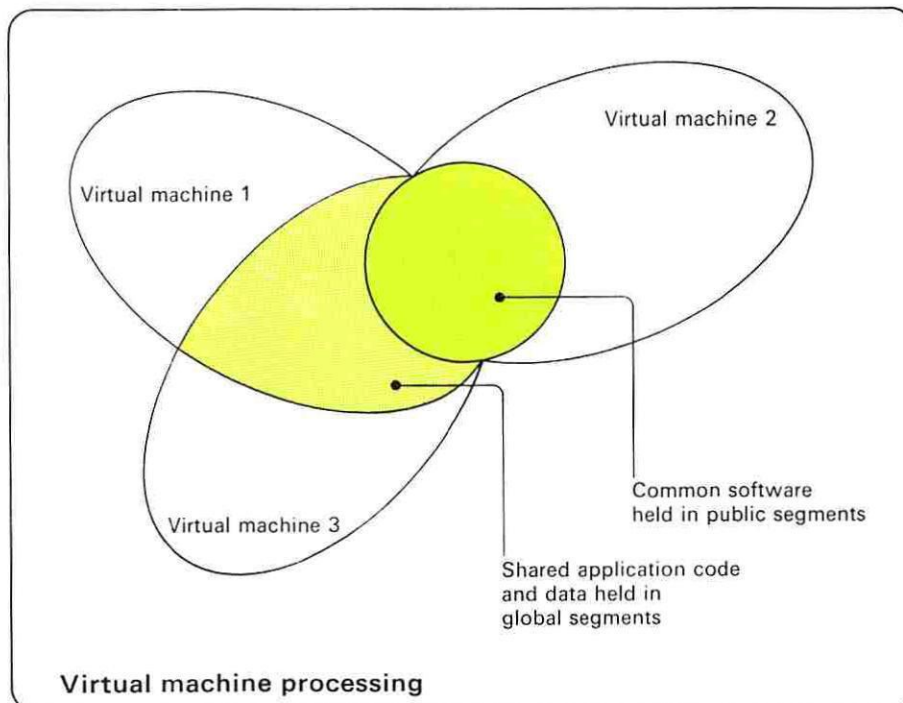 Virtual machine 2
Virtual machine 1
Virtual machine 3
Common software
held in public segments
Shared application code
and data held in
global segments
Virtual machine processing